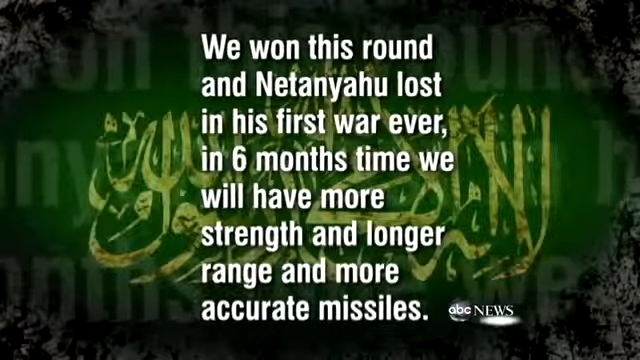 We won this round
and Netanyahu lost
in his first war ever,
in 6 months time we
will have more
strength and longer
range and more
accurate missiles.
abc NEWS